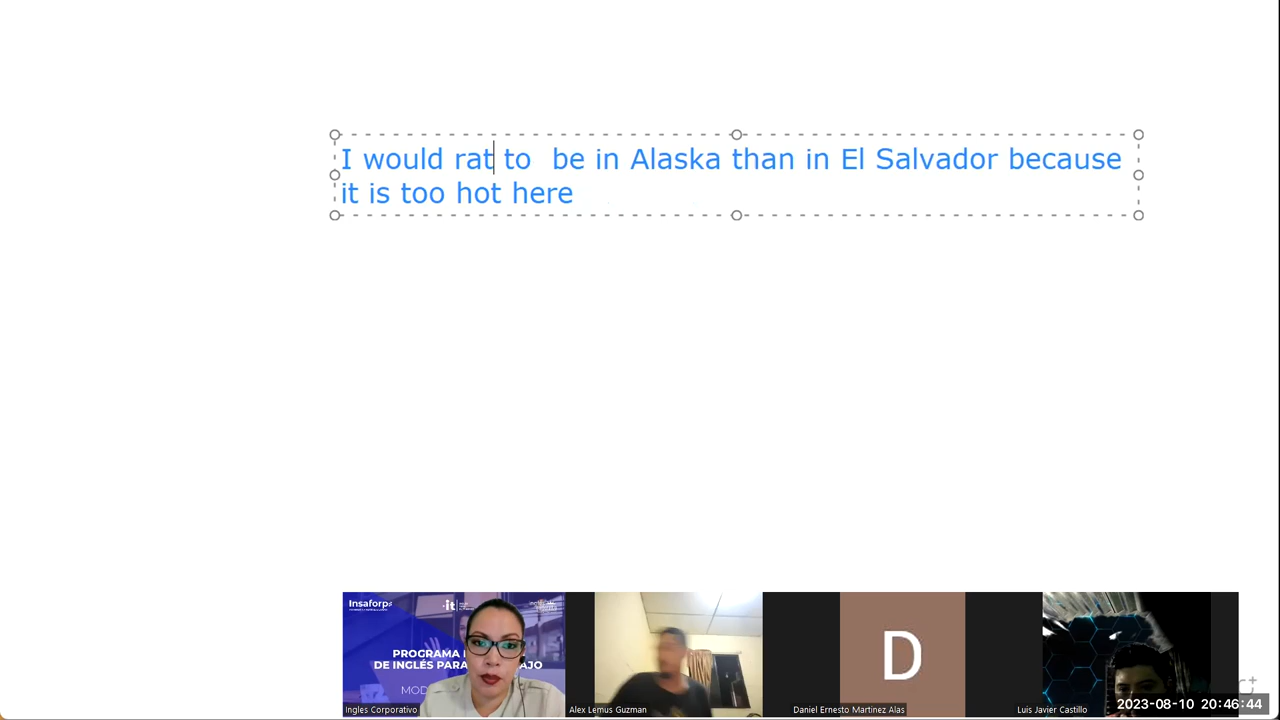 I would rat to  be in Alaska than in El Salvador because
it is too hot here
Insaforp
it
MOD
DE INGLÉS PARA
AJO
PROGRAMA
Ingles Corporativo
Alex Lemus Guzman
D
Daniel Ernesto Martinez Alas
Luis Javier Castillo
2023-08-10 20:46:44